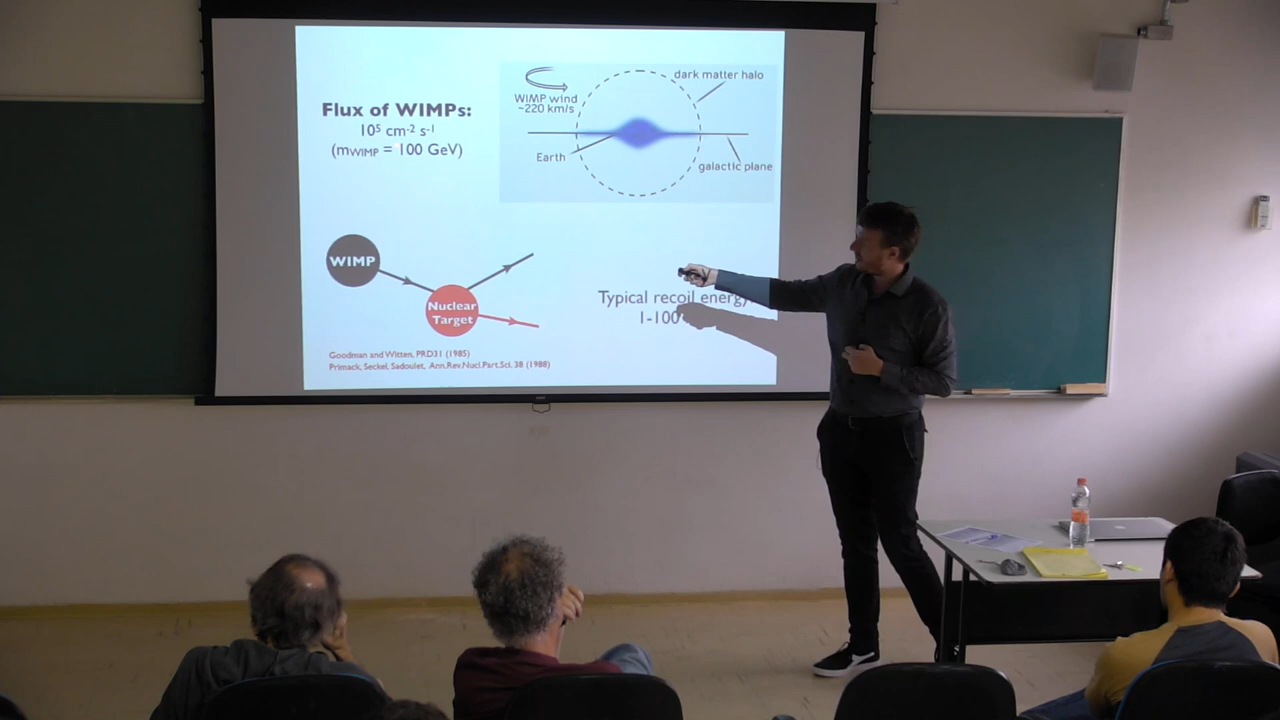 Flux of WIMPs:
10⁵ cm⁻² s⁻¹
(mWIMP = 100 GeV)
WIMP wind
~220 km/s
dark matter halo
Earth
galactic plane
WIMP
Nuclear
Target
Typical recoil energy
1-100
Goodman and Witten, PRD31 (1985)
Primack, Seckel, Sadoulet, Ann.Rev.Nucl.Part.Sci. 38 (1988)